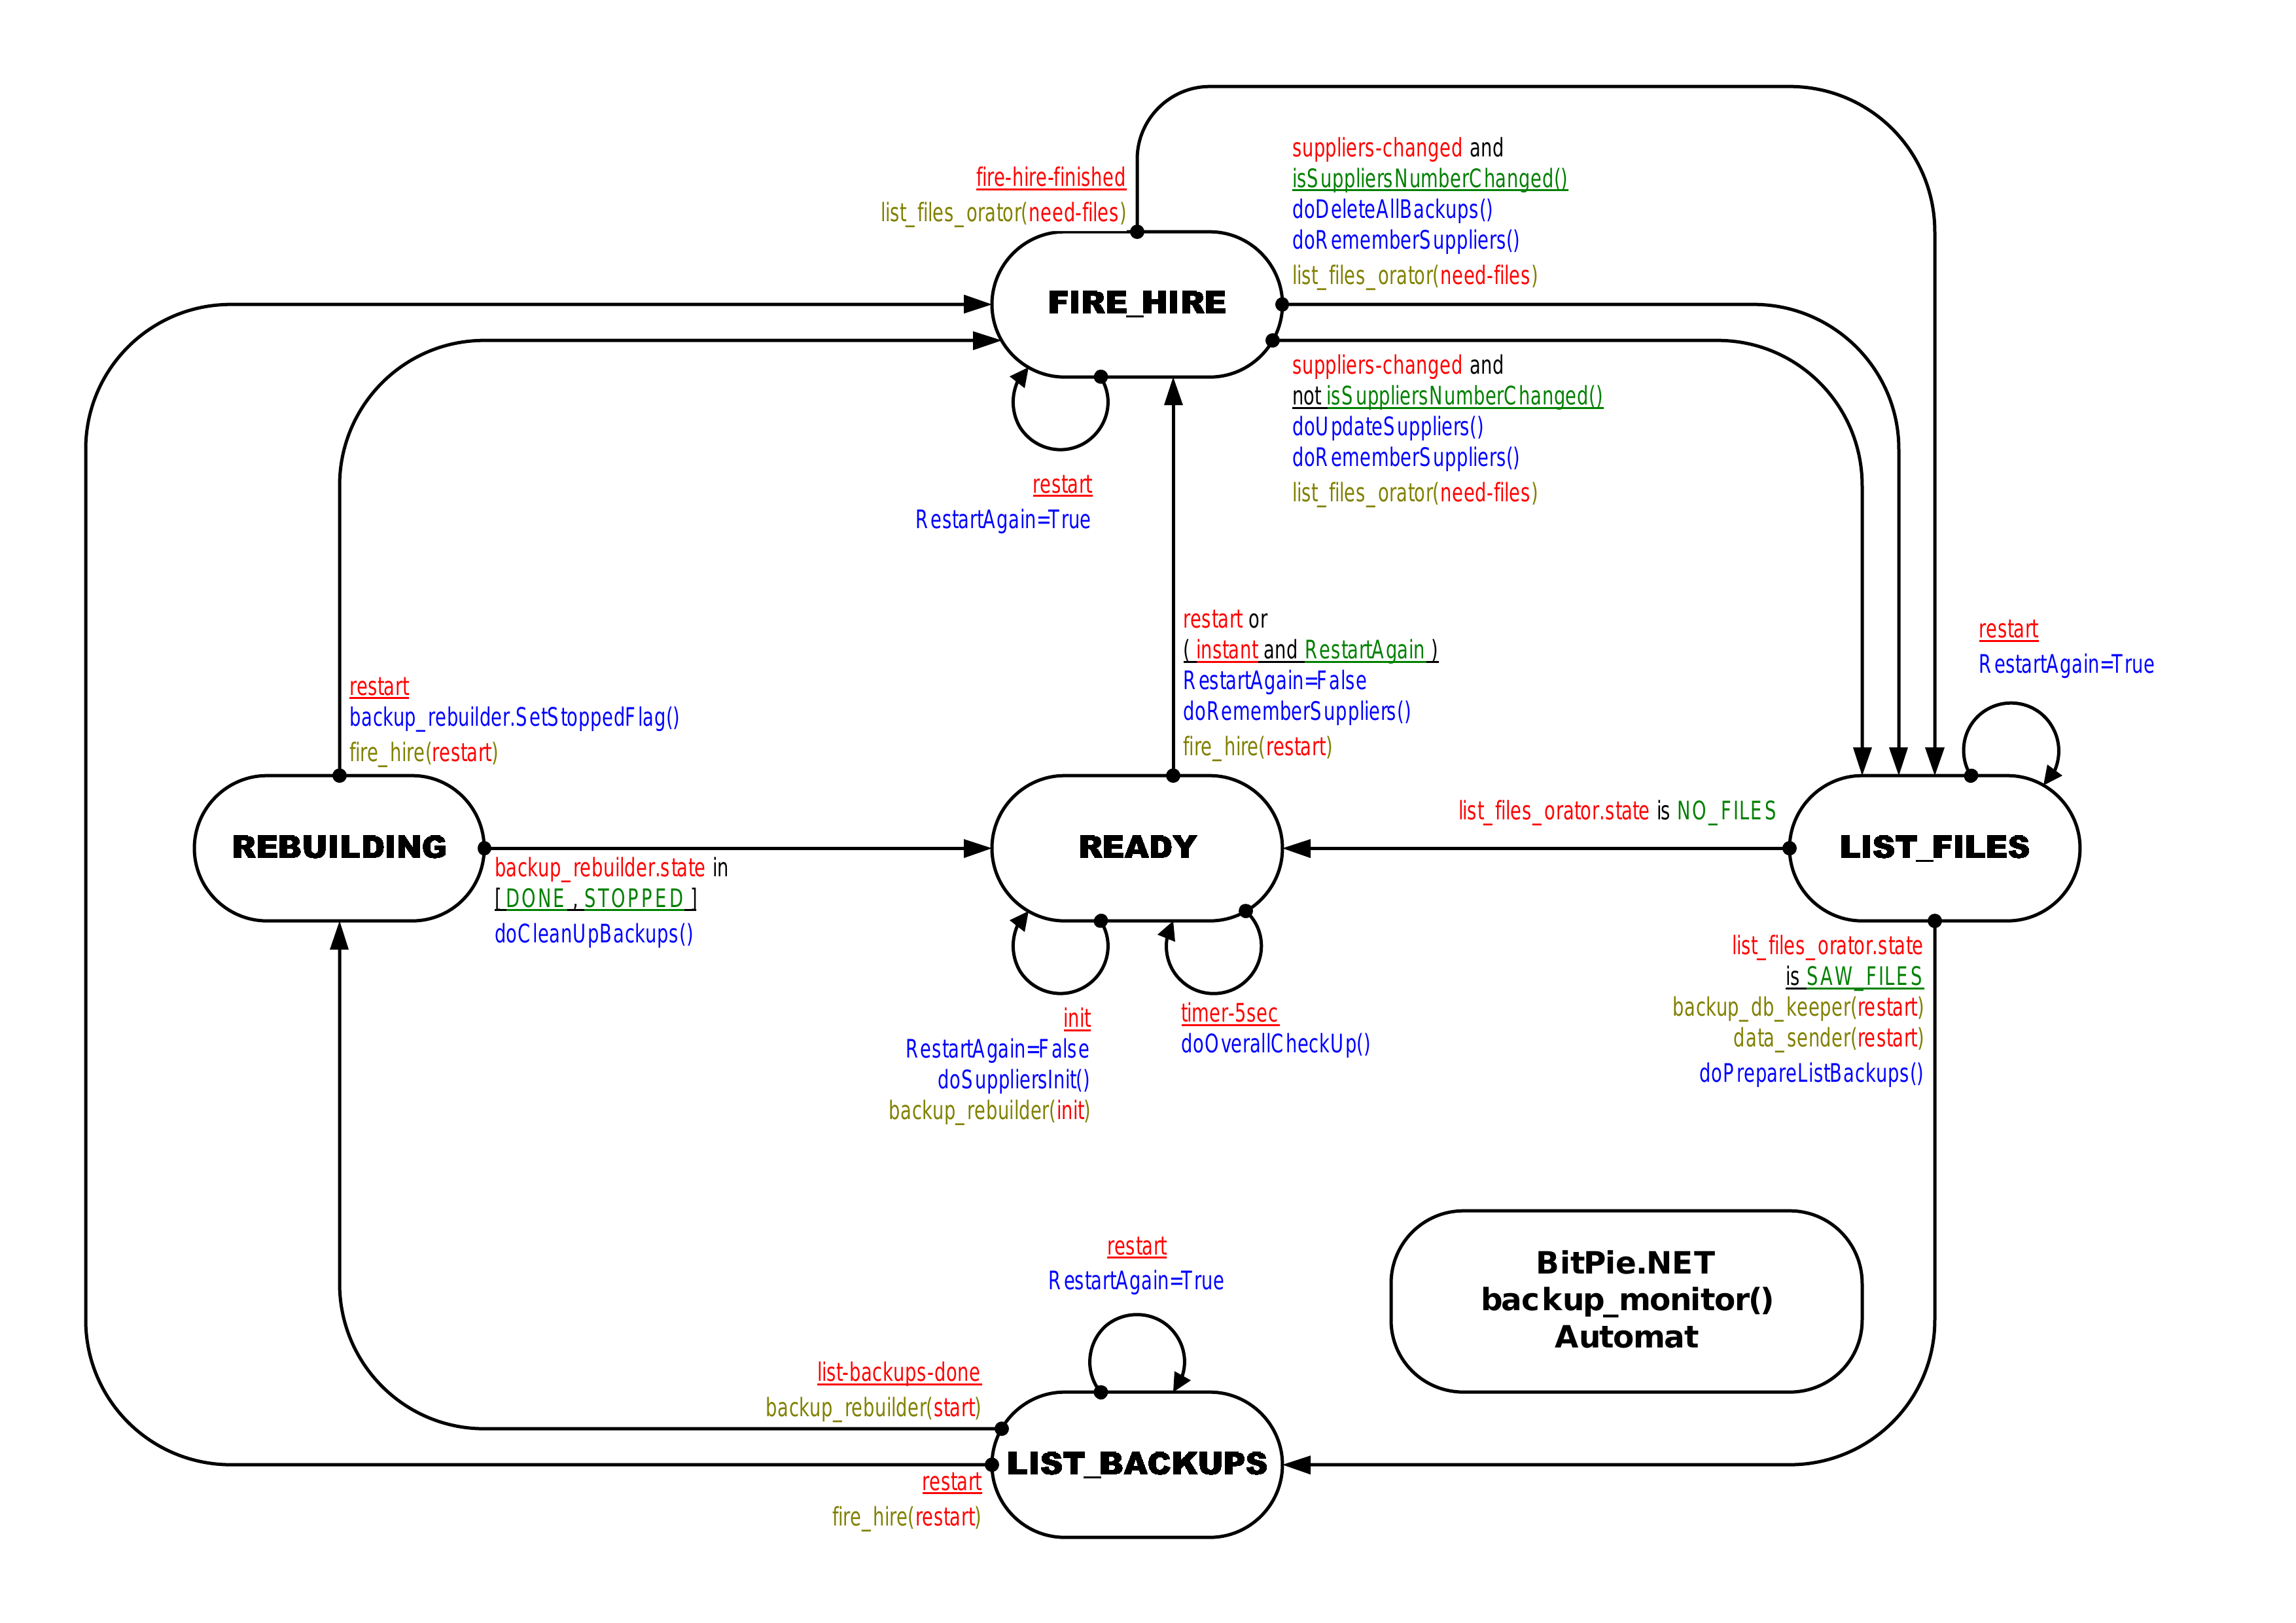 suppliers-changed and
isSuppliersNumberChanged()
doDeleteAllBackups()
doRememberSuppliers()
list_files_orator(need-files)
fire-hire-finished
list_files_orator(need-files)
FIRE_HIRE
suppliers-changed and
not isSuppliersNumberChanged()
doUpdateSuppliers()
doRememberSuppliers()
list_files_orator(need-files)
restart
RestartAgain=True
restart or
( instant and RestartAgain )
RestartAgain=False
doRememberSuppliers()
fire_hire(restart)
restart
RestartAgain=True
restart
backup_rebuilder.SetStoppedFlag()
fire_hire(restart)
REBUILDING
READY
list_files_orator.state is NO_FILES
LIST_FILES
backup_rebuilder.state in
[ DONE , STOPPED ]
doCleanUpBackups()
list_files_orator.state
is SAW_FILES
backup_db_keeper(restart)
data_sender(restart)
doPrepareListBackups()
init
RestartAgain=False
doSuppliersInit()
backup_rebuilder(init)
timer-5sec
doOverallCheckUp()
restart
RestartAgain=True
BitPie.NET
backup_monitor()
Automat
list-backups-done
backup_rebuilder(start)
LIST_BACKUPS
restart
fire_hire(restart)